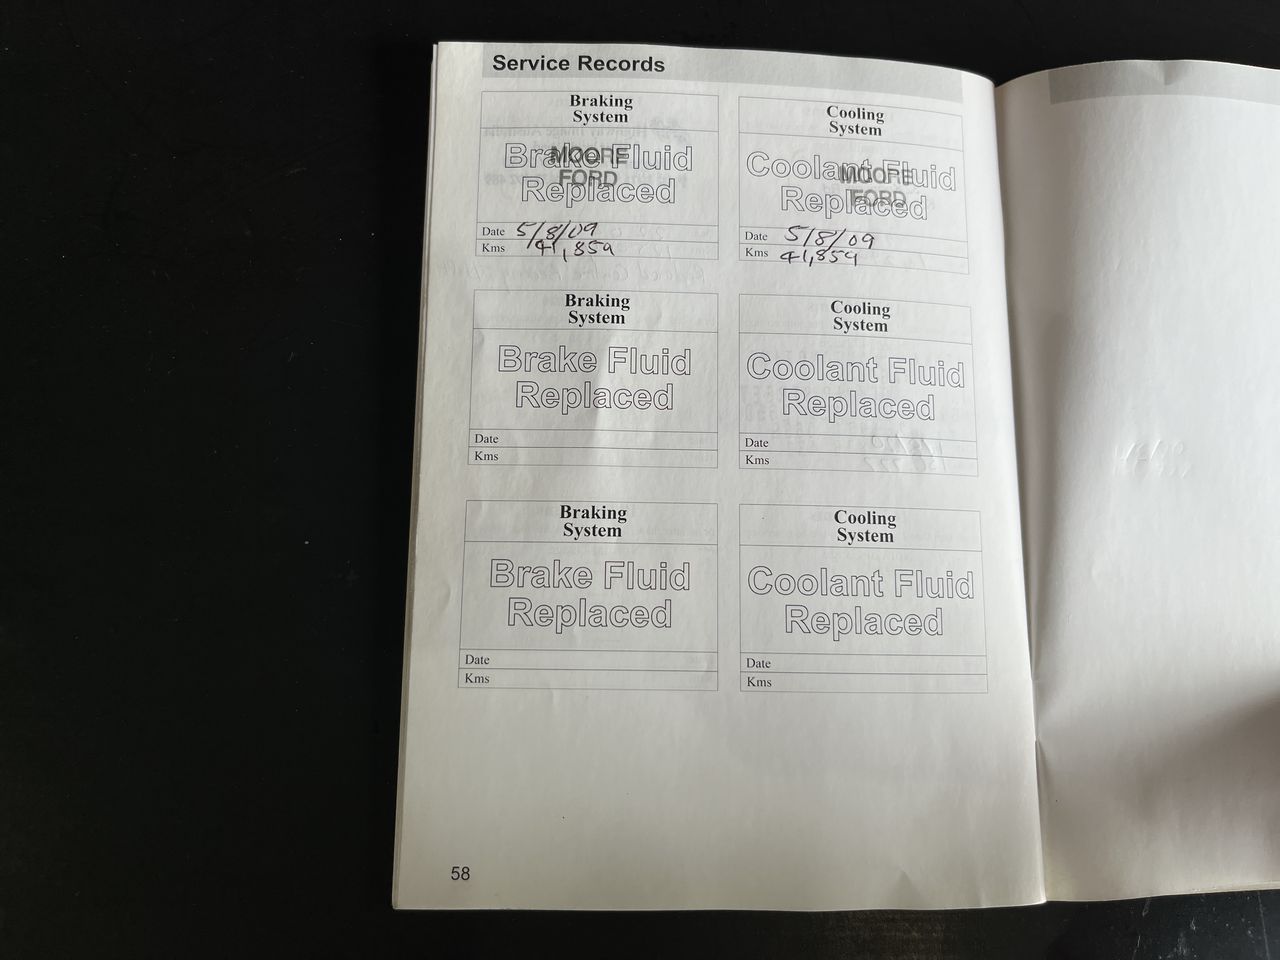 Service Records
Braking
System
Brake Fluid
Replaced
MOORE
FORD
Date 5/8/09
Kms 41,859
Cooling
System
Coolant Fluid
Replaced
MOORE
FORD
Date 5/8/09
Kms 41,859
Braking
System
Brake Fluid
Replaced
Date
Kms
Cooling
System
Coolant Fluid
Replaced
Date
Kms
Braking
System
Brake Fluid
Replaced
Date
Kms
Cooling
System
Coolant Fluid
Replaced
Date
Kms
58